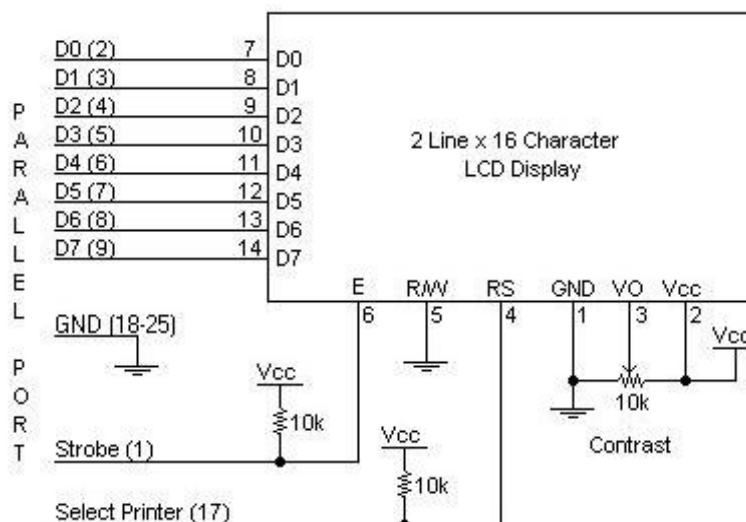 PARALLEL PORT
D0 (2) 7 D0
D1 (3) 8 D1
D2 (4) 9 D2
D3 (5) 10 D3
D4 (6) 11 D4
D5 (7) 12 D5
D6 (8) 13 D6
D7 (9) 14 D7
2 Line x 16 Character
LCD Display
E R/W RS GND VO Vcc
6 5 4 1 3 2
GND (18-25)
Vcc
Vcc
10k
10k
Contrast
Strobe (1)
Vcc
10k
Select Printer (17)